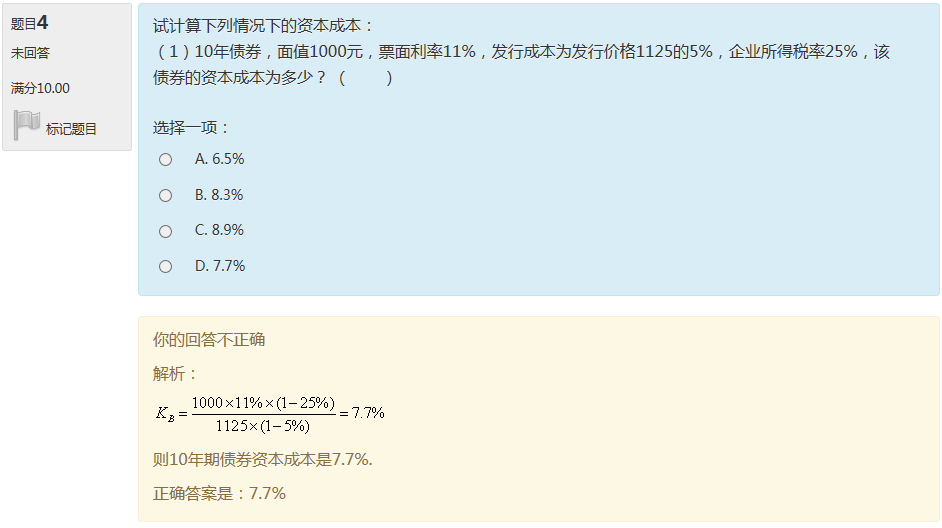 题目4
未回答
满分10.00
标记题目
试计算下列情况下的资本成本：
（1）10年债券，面值1000元，票面利率11%，发行成本为发行价格1125的5%，企业所得税率25%，该
债券的资本成本为多少？（　　）
选择一项：
A. 6.5%
B. 8.3%
C. 8.9%
D. 7.7%
你的回答不正确
解析：
K_B = \frac{1000×11%×(1−25%)}{1125×(1−5%)} = 7.7%
则10年期债券资本成本是7.7%.
正确答案是：7.7%